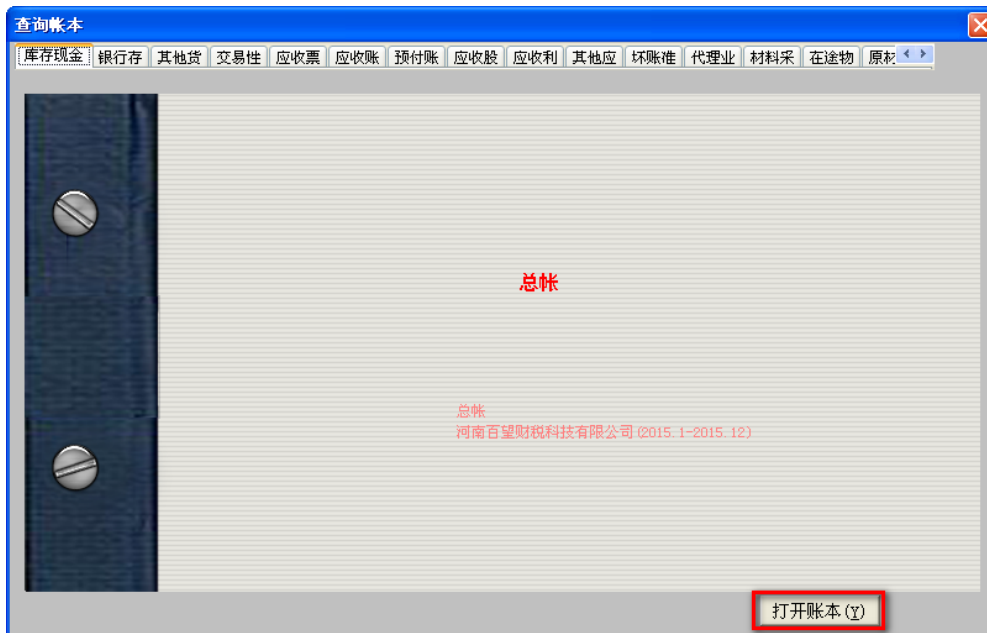 查询帐本
库存现金 银行存 其他货 交易性 应收票 应收账 预付账 应收股 应收利 其他应 坏账准 代理业 材料采 在途物 原材
总帐
总帐
河南百望财税科技有限公司(2015.1-2015.12)
打开账本(Y)